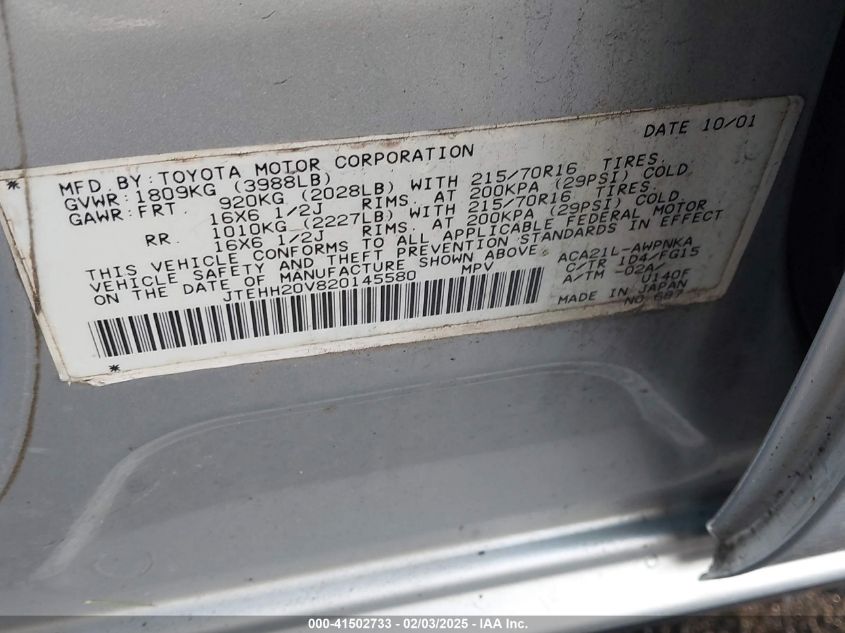 DATE 10/01
MFD. BY: TOYOTA MOTOR CORPORATION
GVWR: 1809KG (3988LB)
GAWR: FRT. 920KG (2028LB) WITH 215/70R16 TIRES,
16X6 1/2J RIMS, AT 200KPA (29PSI) COLD
RR. 1010KG (2227LB) WITH 215/70R16 TIRES,
16X6 1/2J RIMS, AT 200KPA (29PSI) COLD
THIS VEHICLE CONFORMS TO ALL APPLICABLE FEDERAL MOTOR
VEHICLE SAFETY AND THEFT PREVENTION STANDARDS IN EFFECT
ON THE DATE OF MANUFACTURE SHOWN ABOVE.
JTEHH20V820145580 MPV
ACA21L-AWPNKA
C/TR 1D4/FG15
A/TM -02A/U140F
MADE IN JAPAN
NO. 687
000-41502733 - 02/03/2025 - IAA Inc.